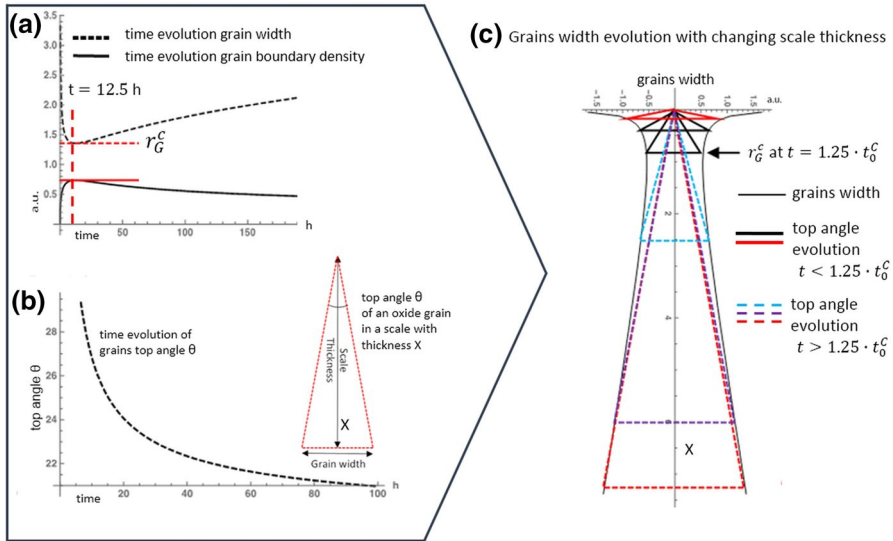 (a)
3.5
3.0
2.5
2.0
1.5
1.0
0.5
a.u.
time evolution grain width
time evolution grain boundary density
t = 12.5 h
r_G^c
time
50
100
150
h
(b)
28
26
24
22
top angle θ
time evolution of
grains top angle θ
time
20
40
60
80
100
h
top angle θ
of an oxide grain
in a scale with
thickness X
Scale
Thickness
X
Grain width
(c) Grains width evolution with changing scale thickness
grains width
-1.5
-1.0
-0.5
0.5
1.0
1.5
a.u.
2
4
X
r_G^c at t = 1.25 · t_0^C
grains width
top angle
evolution
t < 1.25 · t_0^C
top angle
evolution
t > 1.25 · t_0^C